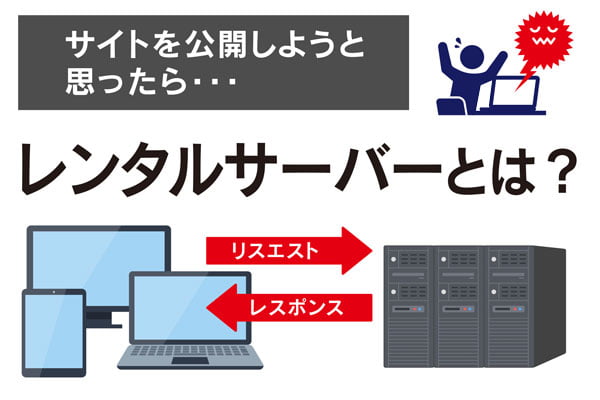 サイトを公開しようと
思ったら･･･
レンタルサーバーとは？
リスエスト
レスポンス